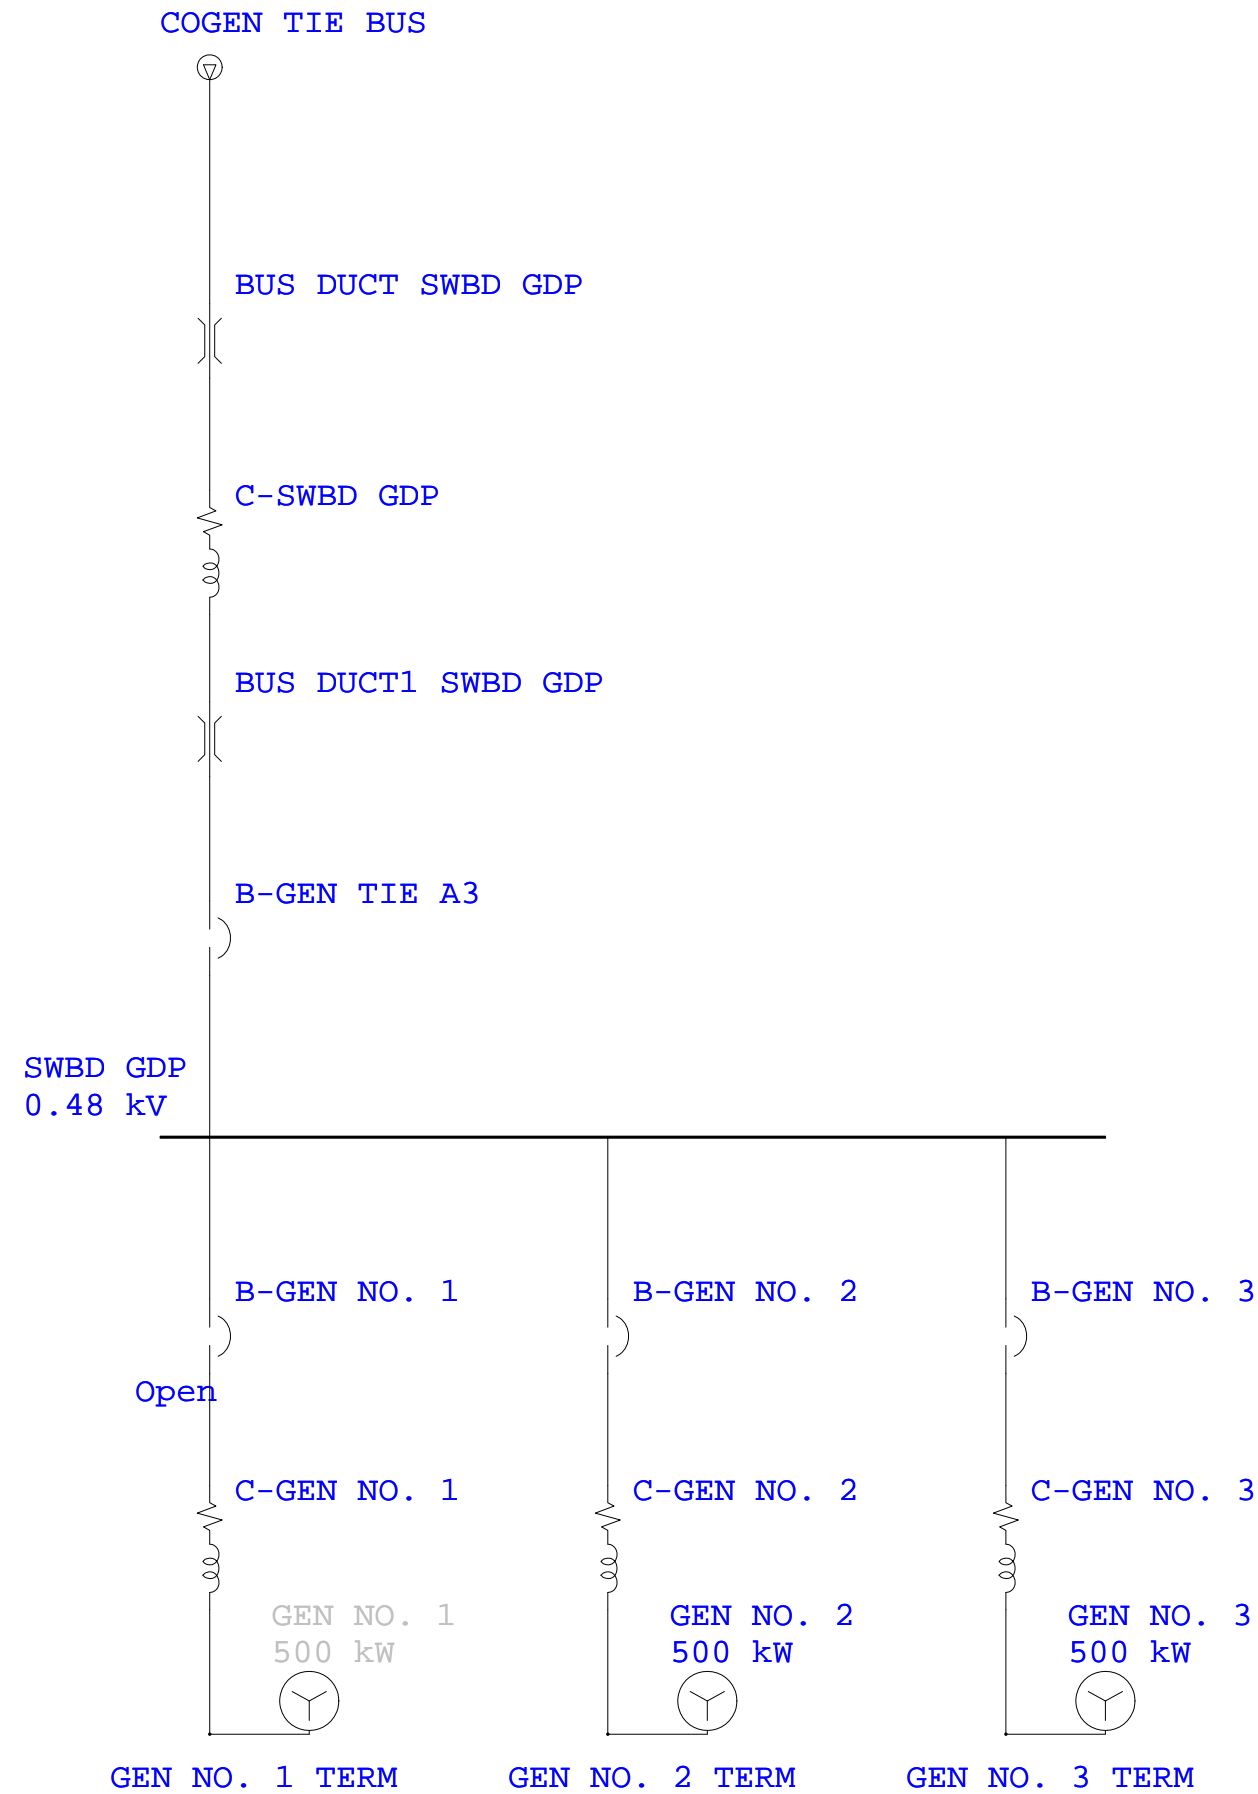 COGEN TIE BUS
BUS DUCT SWBD GDP
C-SWBD GDP
BUS DUCT1 SWBD GDP
B-GEN TIE A3
SWBD GDP
0.48 kV
B-GEN NO. 1
B-GEN NO. 2
B-GEN NO. 3
Open
C-GEN NO. 1
C-GEN NO. 2
C-GEN NO. 3
GEN NO. 1
500 kW
GEN NO. 2
500 kW
GEN NO. 3
500 kW
GEN NO. 1 TERM
GEN NO. 2 TERM
GEN NO. 3 TERM